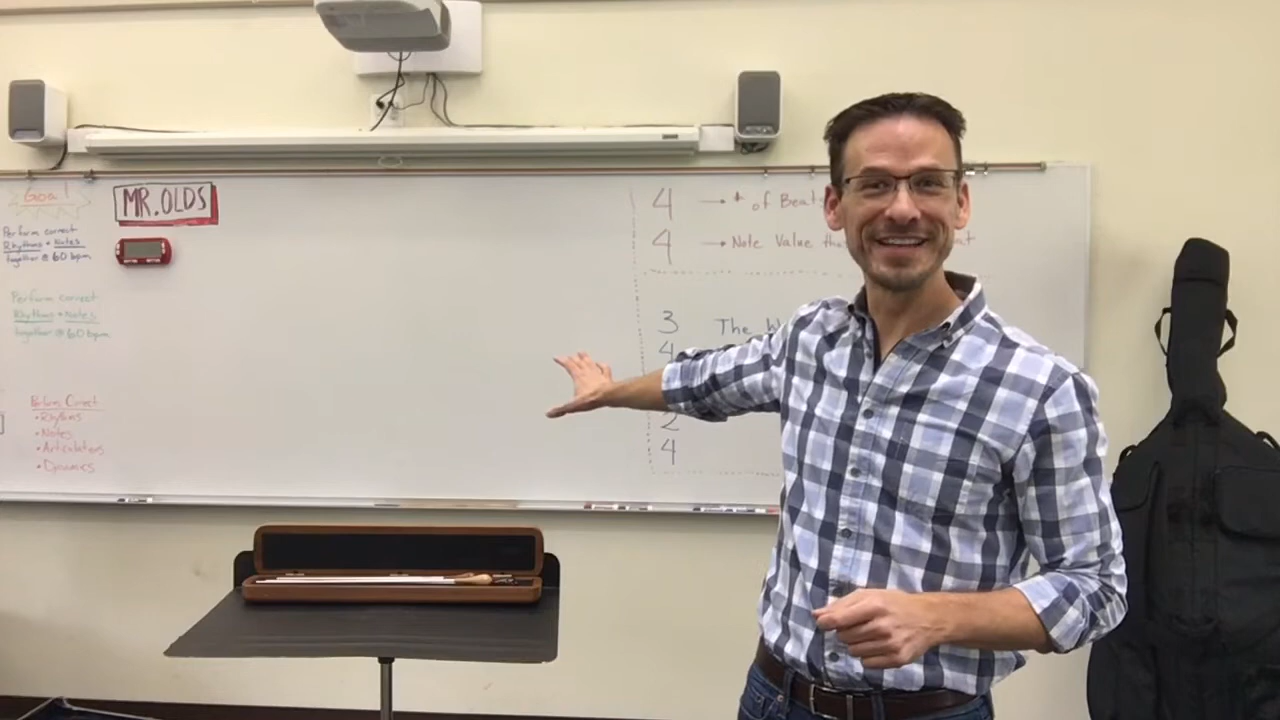 Goal
Perform correct
Rhythms + Notes
together @ 60 bpm
Perform correct
Rhythms + Notes
together @ 60 bpm
Perform Correct
• Rhythms
• Notes
• Articulations
• Dynamics
MR. OLDS
4 → # of Beats
4 → Note Value
3 The
4
2
4